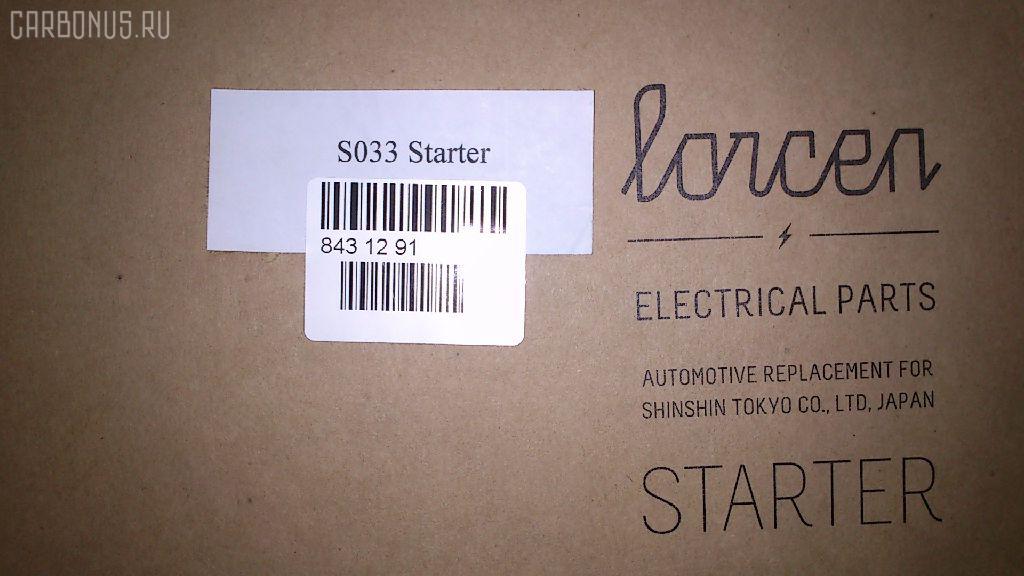 CARBONUS.RU
S033 Starter
843 12 91
lorcen
ELECTRICAL PARTS
AUTOMOTIVE REPLACEMENT FOR
SHINSHIN TOKYO CO., LTD, JAPAN
STARTER